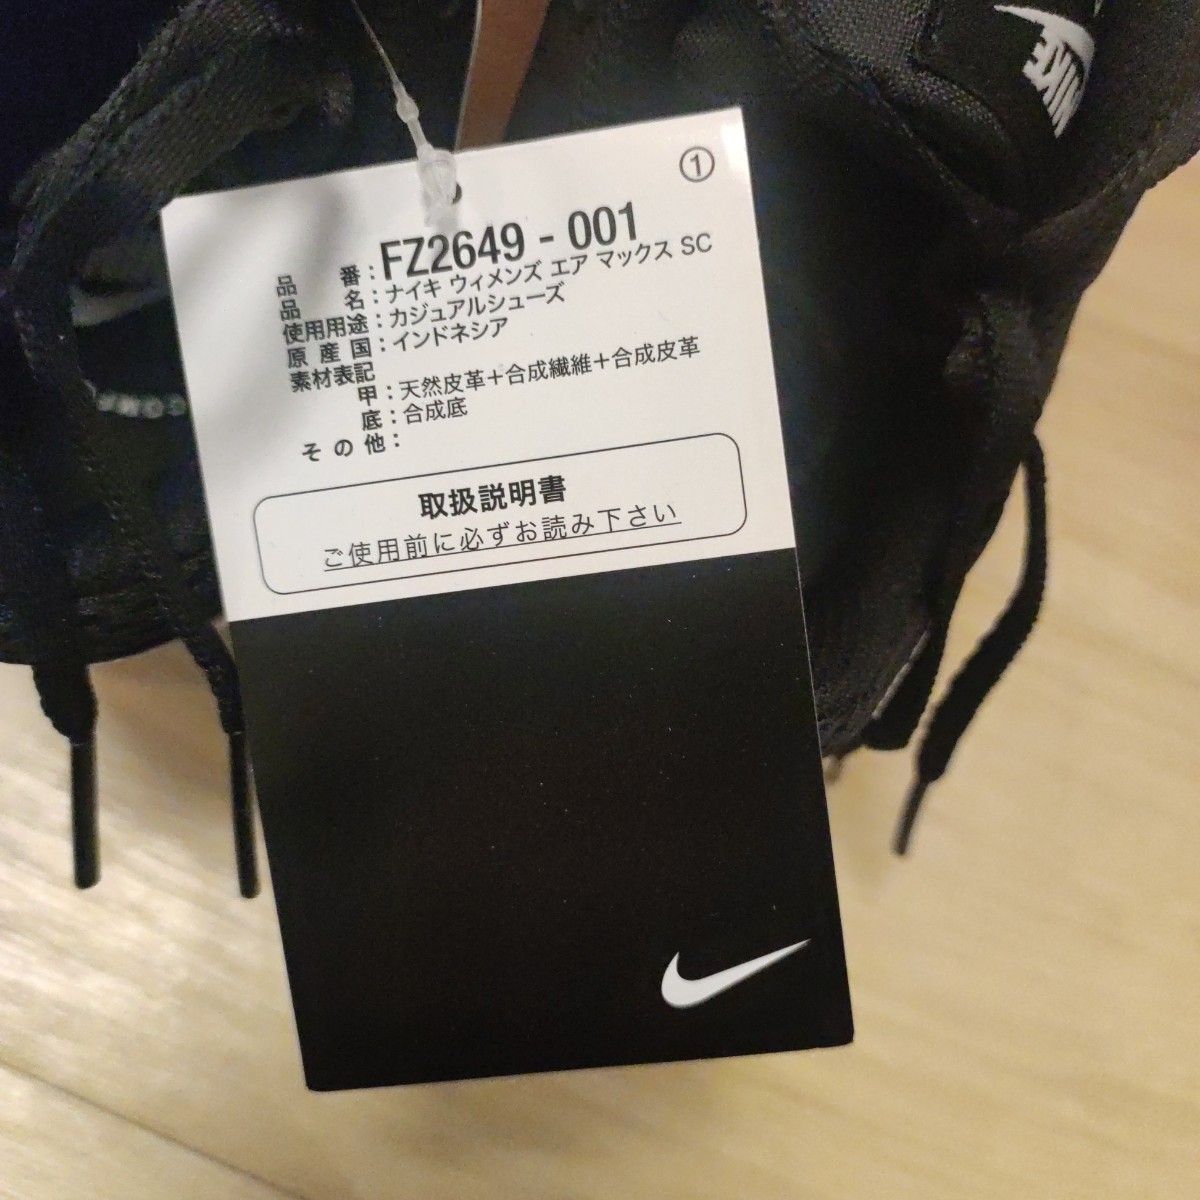 ①
品番：FZ2649 - 001
品名：ナイキ ウィメンズ エア マックス SC
使用用途：カジュアルシューズ
原産国：インドネシア
素材表記
甲：天然皮革＋合成繊維＋合成皮革
底：合成底
その他：
取扱説明書
ご使用前に必ずお読み下さい
NIKE